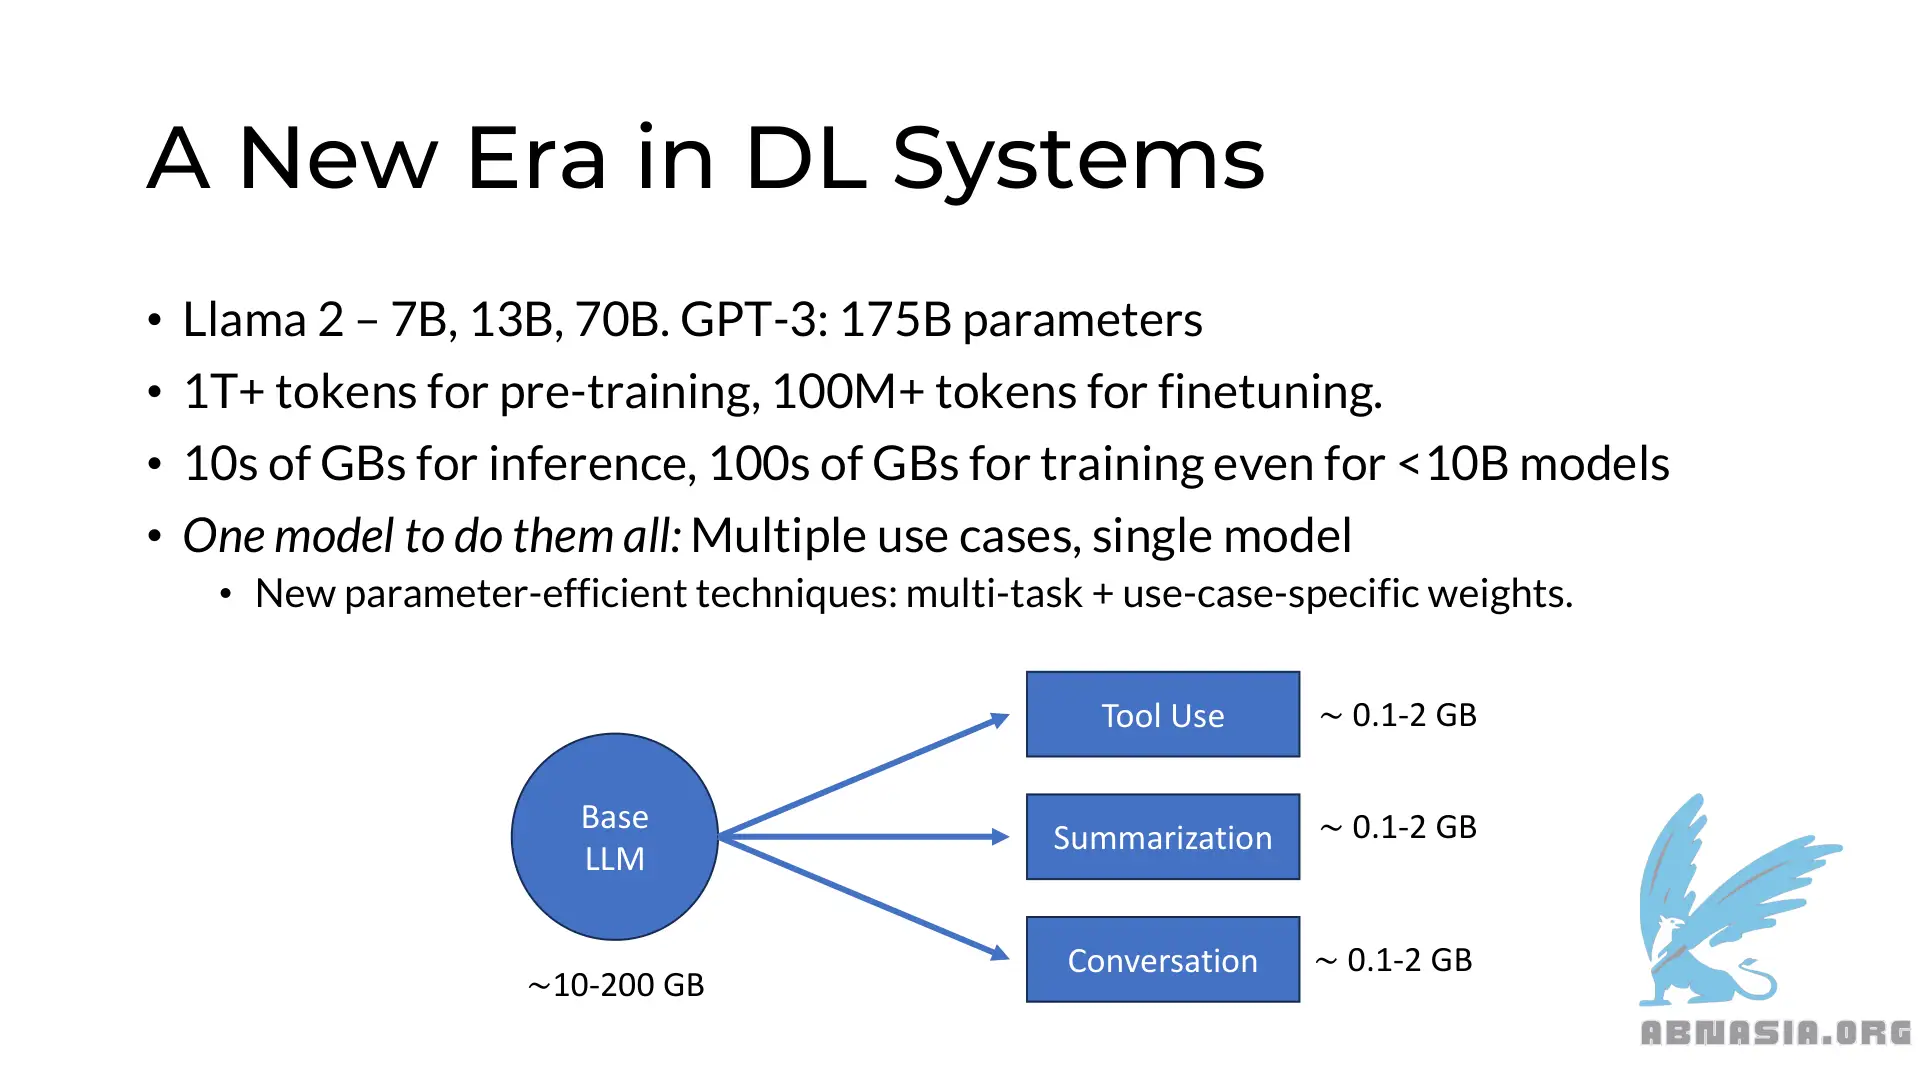 A New Era in DL Systems
• Llama 2 – 7B, 13B, 70B. GPT-3: 175B parameters
• 1T+ tokens for pre-training, 100M+ tokens for finetuning.
• 10s of GBs for inference, 100s of GBs for training even for <10B models
• One model to do them all: Multiple use cases, single model
• New parameter-efficient techniques: multi-task + use-case-specific weights.
Base
LLM
~10-200 GB
Tool Use
~ 0.1-2 GB
Summarization
~ 0.1-2 GB
Conversation
~ 0.1-2 GB
ABNASIA.ORG